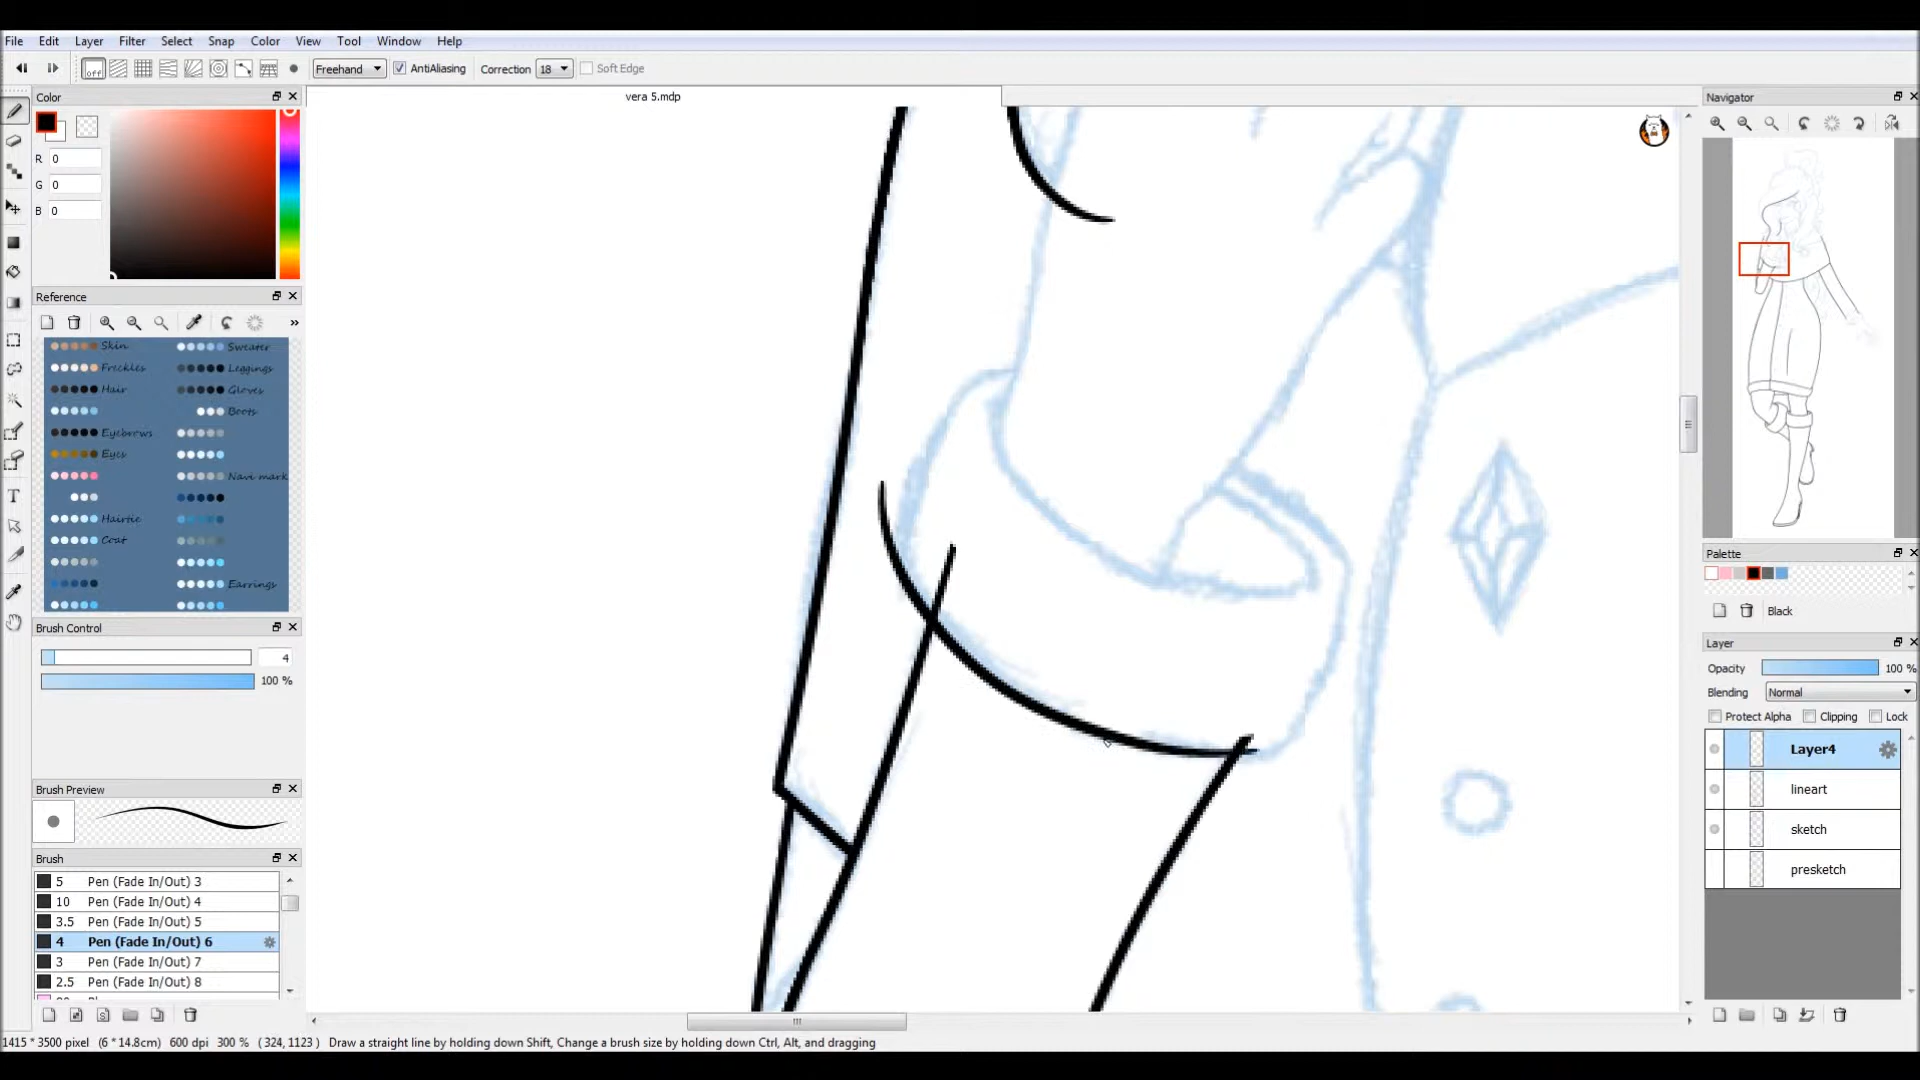 File Edit Layer Filter Select Snap Color View Tool Window Help
off Freehand AntiAliasing Correction 18 Soft Edge
Color
vera 5.mdp
Navigator
R 0
G 0
B 0
Reference
»
Skin Sweater
Freckles Leggings
Hair Gloves
Boots
Eyebrows
Eyes
Navi mark
Hairtie
Coat
Earrings
Brush Control
4
100 %
Brush Preview
Brush
5 Pen (Fade In/Out) 3
10 Pen (Fade In/Out) 4
3.5 Pen (Fade In/Out) 5
4 Pen (Fade In/Out) 6
3 Pen (Fade In/Out) 7
2.5 Pen (Fade In/Out) 8
Palette
Black
Layer
Opacity 100 %
Blending Normal
Protect Alpha Clipping Lock
Layer4
lineart
sketch
presketch
1415 * 3500 pixel (6 * 14.8cm) 600 dpi 300 % ( 324, 1123 ) Draw a straight line by holding down Shift, Change a brush size by holding down Ctrl, Alt, and dragging